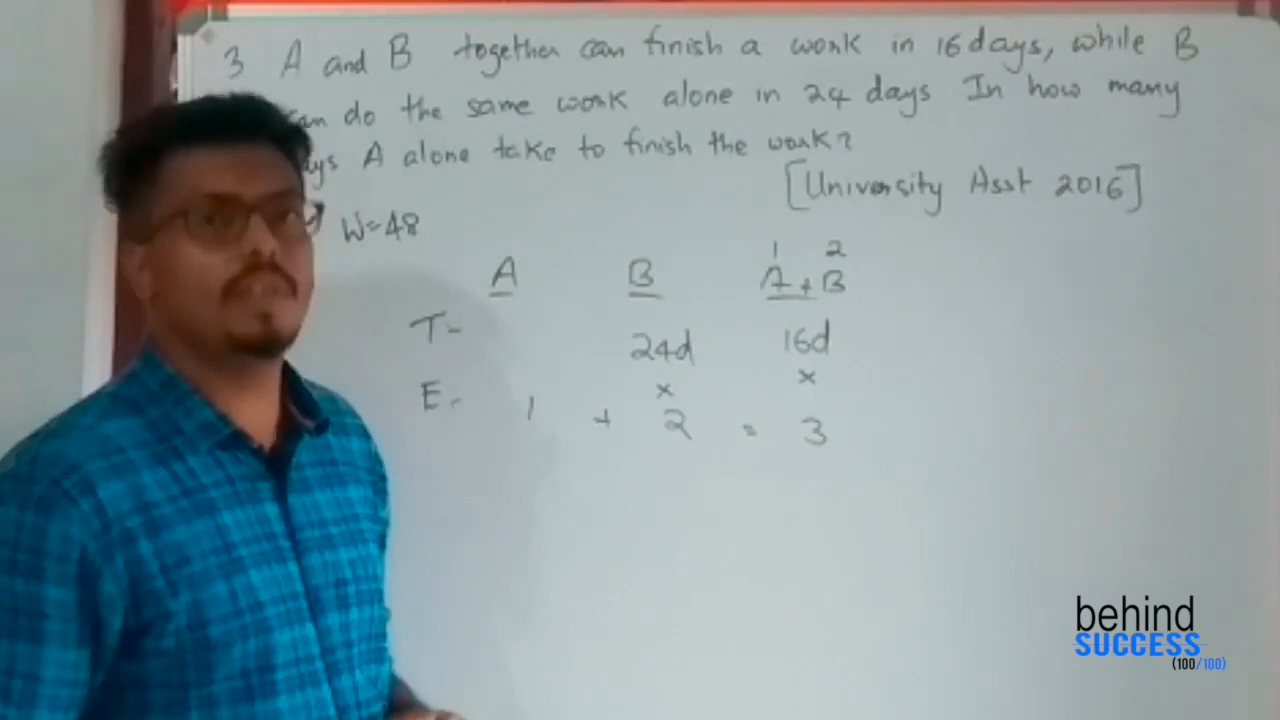 3 A and B together can finish a work in 16 days, while B
an do the same work alone in 24 days In how many
ys A alone take to finish the work?
[University Asst 2016]
W=48
1 2
A B A+B
T- 24d 16d
x x
E- 1 + 2 = 3
behind
SUCCESS
(100/100)